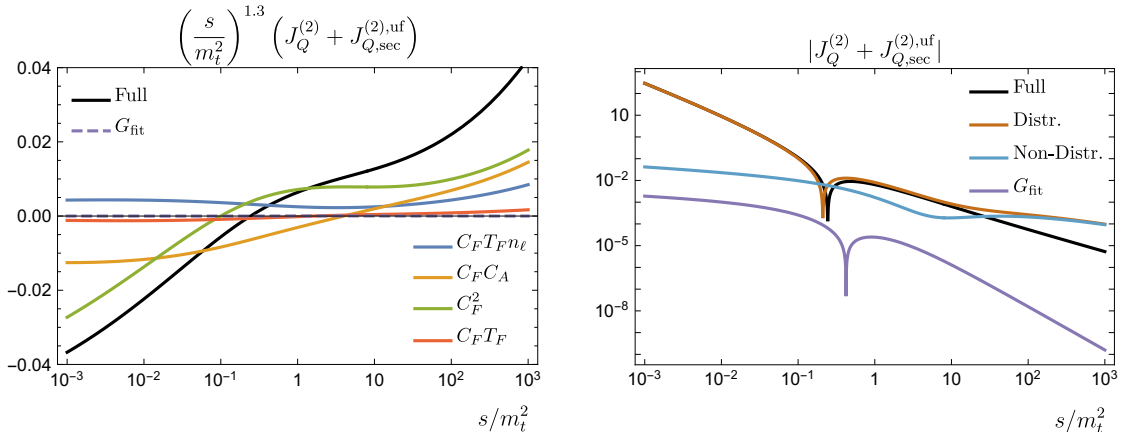 (s/m_t^2)^{1.3} (J_Q^{(2)} + J_{Q,sec}^{(2),uf})
0.04
0.02
0.00
−0.02
−0.04
Full
G_fit
C_F T_F n_ℓ
C_F C_A
C_F^2
C_F T_F
10^{−3} 10^{−2} 10^{−1} 1 10 10^2 10^3
s/m_t^2
|J_Q^{(2)} + J_{Q,sec}^{(2),uf}|
10
10^{−2}
10^{−5}
10^{−8}
Full
Distr.
Non-Distr.
G_fit
10^{−3} 10^{−2} 10^{−1} 1 10 10^2 10^3
s/m_t^2